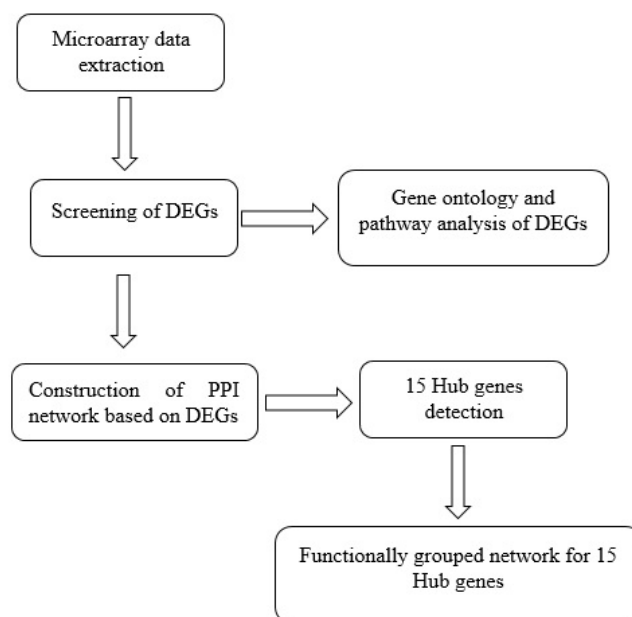 Microarray data
extraction
Screening of DEGs
Gene ontology and
pathway analysis of DEGs
Construction of PPI
network based on DEGs
15 Hub genes
detection
Functionally grouped network for 15
Hub genes